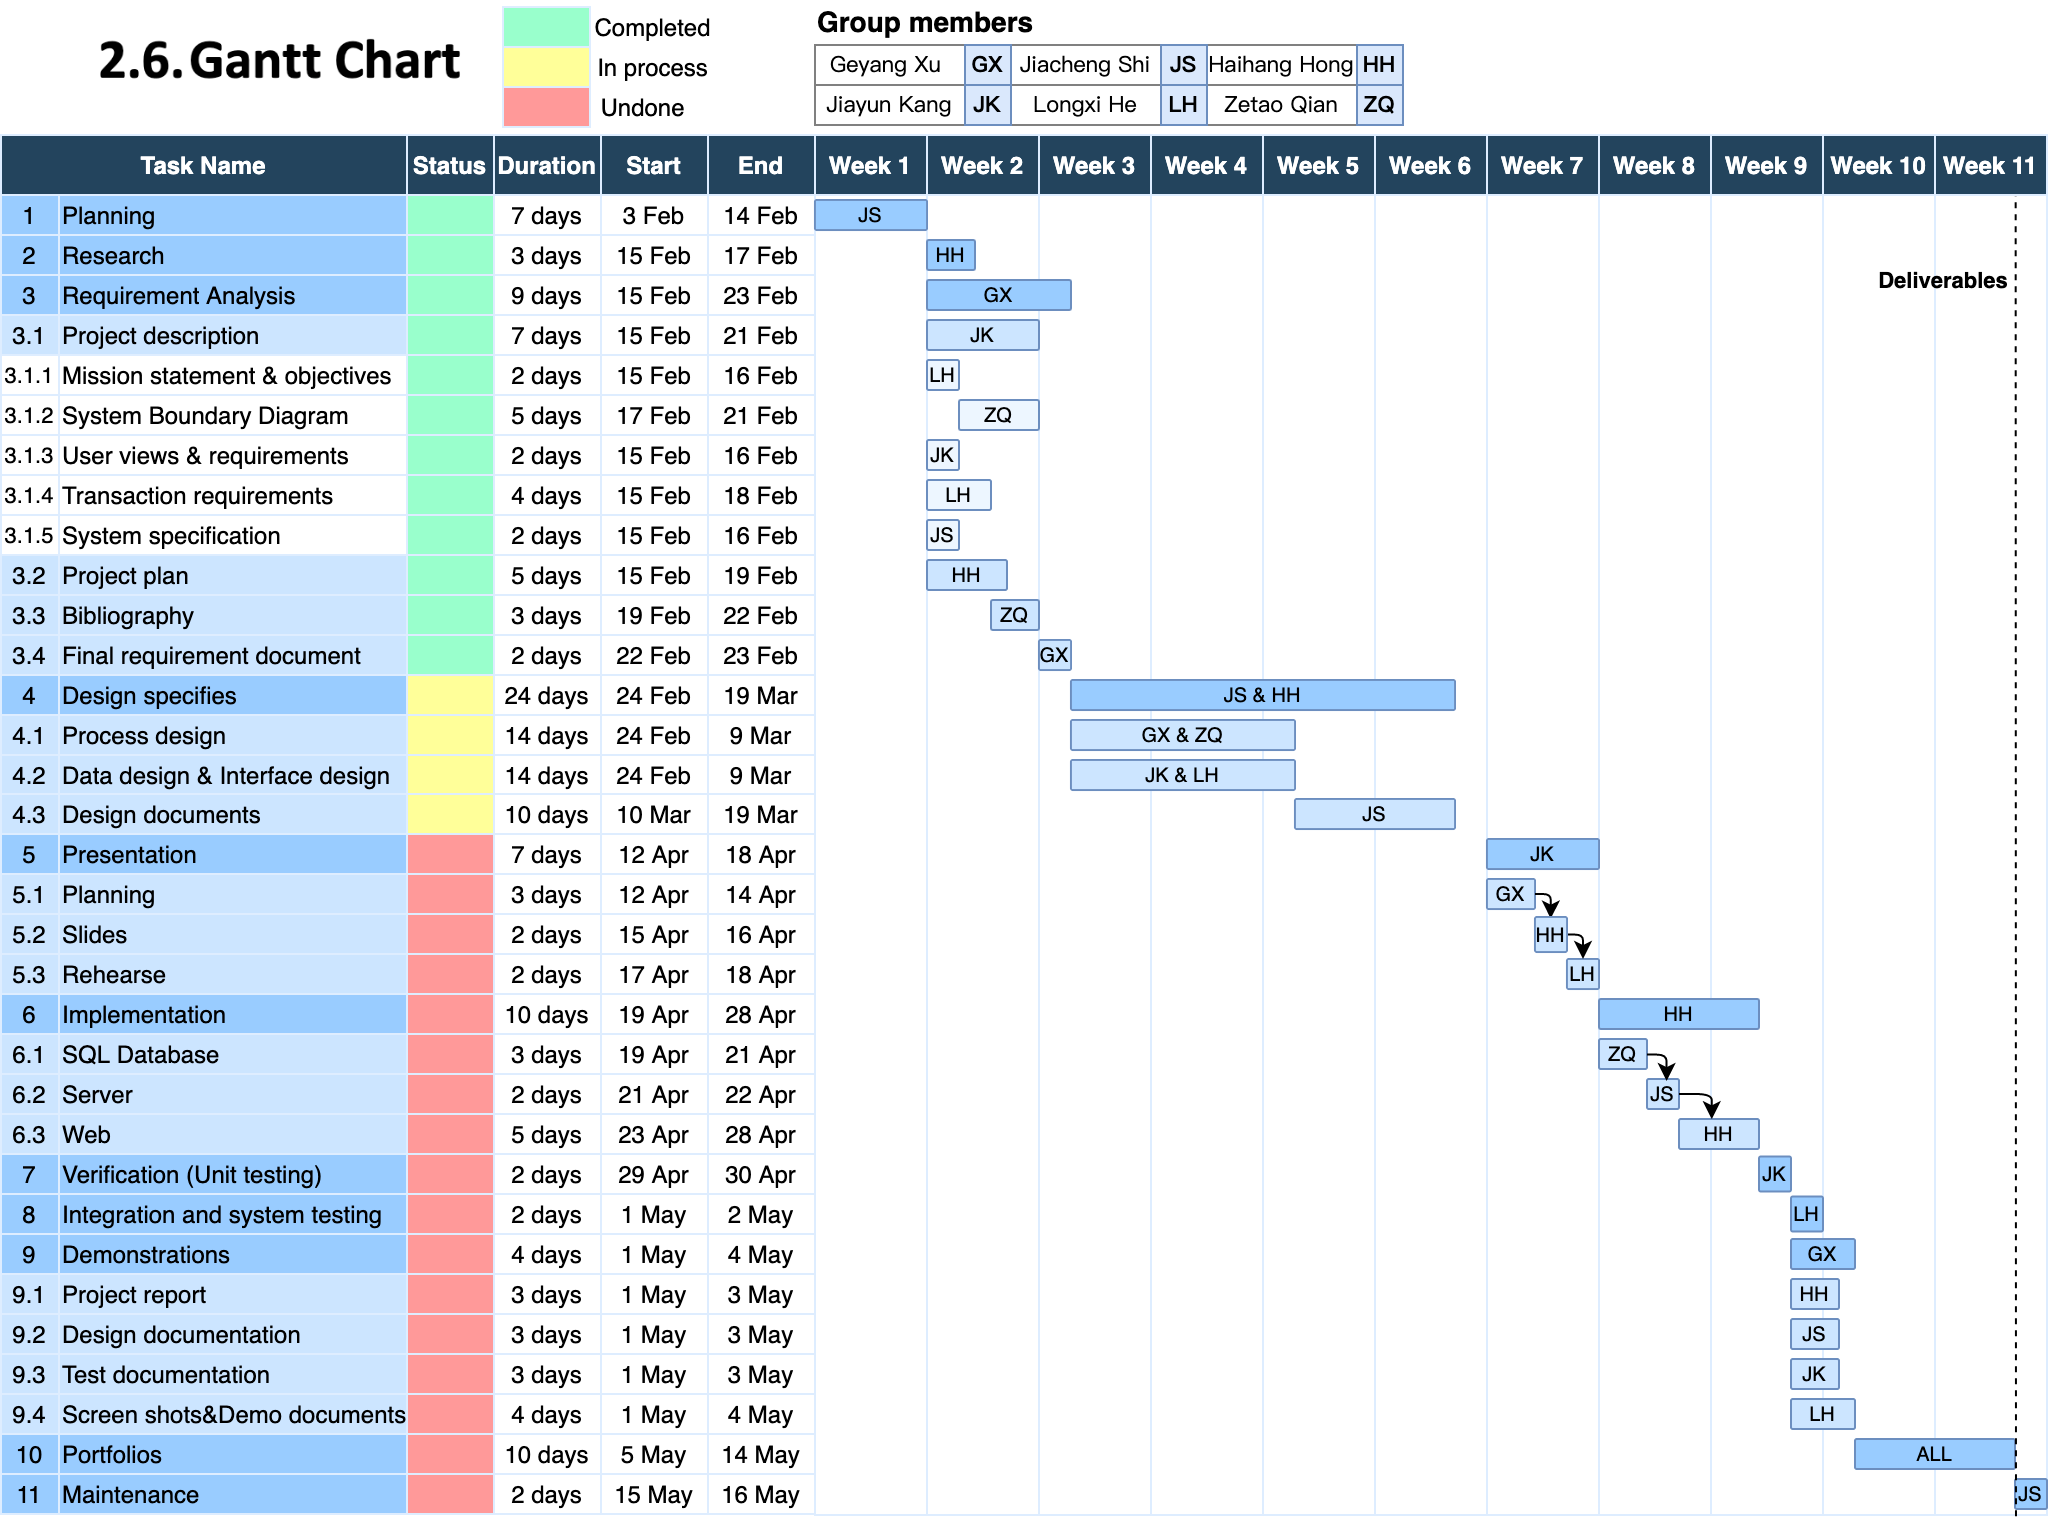 2.6. Gantt Chart
Completed
In process
Undone
Group members
Geyang Xu GX Jiacheng Shi JS Haihang Hong HH
Jiayun Kang JK Longxi He LH Zetao Qian ZQ
Task Name Status Duration Start End Week 1 Week 2 Week 3 Week 4 Week 5 Week 6 Week 7 Week 8 Week 9 Week 10 Week 11
1 Planning 7 days 3 Feb 14 Feb JS
2 Research 3 days 15 Feb 17 Feb HH
Deliverables
3 Requirement Analysis 9 days 15 Feb 23 Feb GX
3.1 Project description 7 days 15 Feb 21 Feb JK
3.1.1 Mission statement & objectives 2 days 15 Feb 16 Feb LH
3.1.2 System Boundary Diagram 5 days 17 Feb 21 Feb ZQ
3.1.3 User views & requirements 2 days 15 Feb 16 Feb JK
3.1.4 Transaction requirements 4 days 15 Feb 18 Feb LH
3.1.5 System specification 2 days 15 Feb 16 Feb JS
3.2 Project plan 5 days 15 Feb 19 Feb HH
3.3 Bibliography 3 days 19 Feb 22 Feb ZQ
3.4 Final requirement document 2 days 22 Feb 23 Feb GX
4 Design specifies 24 days 24 Feb 19 Mar JS & HH
4.1 Process design 14 days 24 Feb 9 Mar GX & ZQ
4.2 Data design & Interface design 14 days 24 Feb 9 Mar JK & LH
4.3 Design documents 10 days 10 Mar 19 Mar JS
5 Presentation 7 days 12 Apr 18 Apr JK
5.1 Planning 3 days 12 Apr 14 Apr GX
5.2 Slides 2 days 15 Apr 16 Apr HH
5.3 Rehearse 2 days 17 Apr 18 Apr LH
6 Implementation 10 days 19 Apr 28 Apr HH
6.1 SQL Database 3 days 19 Apr 21 Apr ZQ
6.2 Server 2 days 21 Apr 22 Apr JS
6.3 Web 5 days 23 Apr 28 Apr HH
7 Verification (Unit testing) 2 days 29 Apr 30 Apr JK
8 Integration and system testing 2 days 1 May 2 May LH
9 Demonstrations 4 days 1 May 4 May GX
9.1 Project report 3 days 1 May 3 May HH
9.2 Design documentation 3 days 1 May 3 May JS
9.3 Test documentation 3 days 1 May 3 May JK
9.4 Screen shots&Demo documents 4 days 1 May 4 May LH
10 Portfolios 10 days 5 May 14 May ALL
11 Maintenance 2 days 15 May 16 May JS